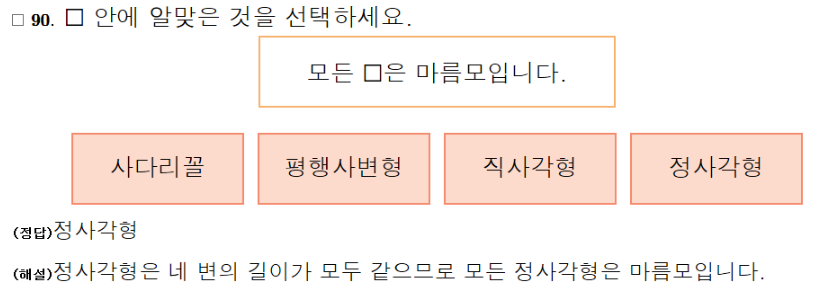 □ 90. □ 안에 알맞은 것을 선택하세요.
모든 □은 마름모입니다.
사다리꼴 평행사변형 직사각형 정사각형
(정답)정사각형
(해설)정사각형은 네 변의 길이가 모두 같으므로 모든 정사각형은 마름모입니다.